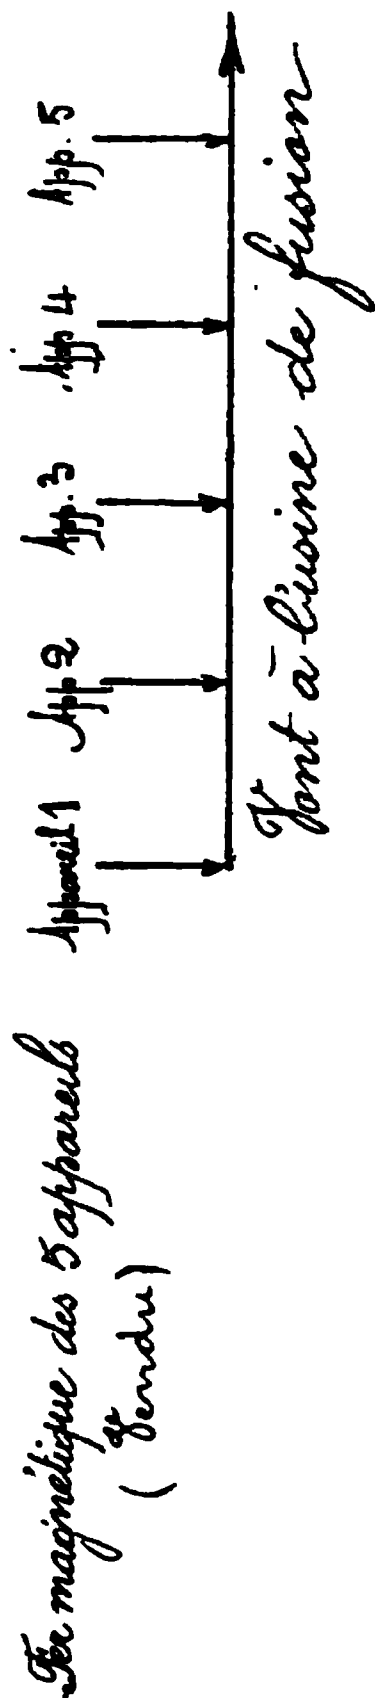 Fer magnétique des 5 appareils
(Vendu)
Appareil 1 App 2 App. 3 App 4 App. 5
Vont à l'usine de fusion